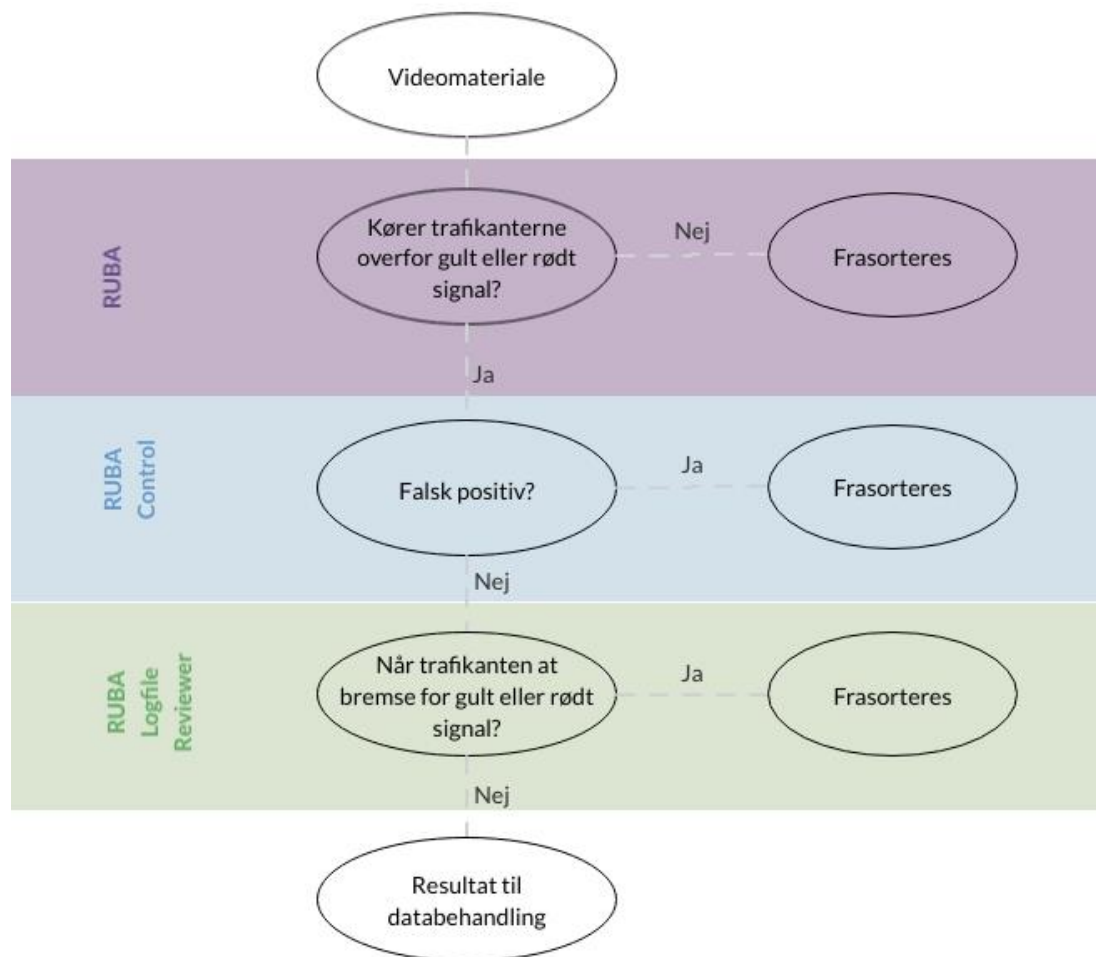 Videomateriale
RUBA
Kører trafikanterne
overfor gult eller rødt
signal?
Nej
Frasorteres
Ja
RUBA
Control
Falsk positiv?
Ja
Frasorteres
Nej
RUBA
Logfile
Reviewer
Når trafikanten at
bremse for gult eller rødt
signal?
Ja
Frasorteres
Nej
Resultat til
databehandling